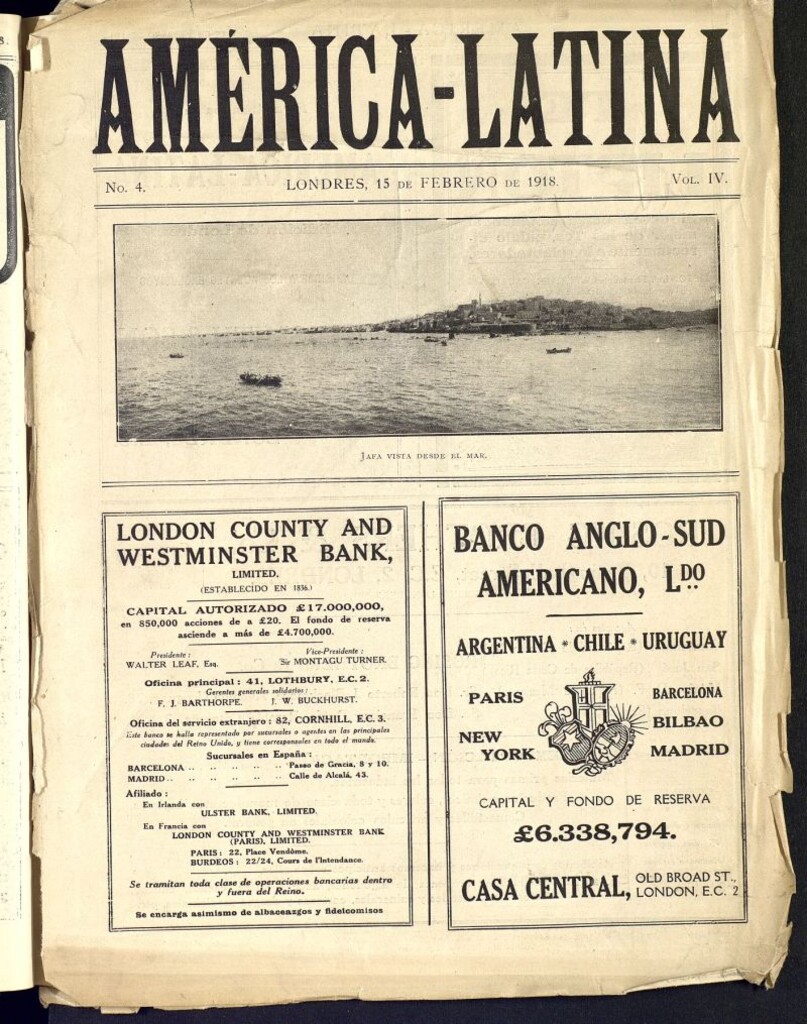 AMÉRICA-LATINA
No. 4.
LONDRES, 15 DE FEBRERO DE 1918.
VOL. IV.
JAFA VISTA DESDE EL MAR.
LONDON COUNTY AND
WESTMINSTER BANK,
LIMITED.
(ESTABLECIDO EN 1836.)
CAPITAL AUTORIZADO £17.000,000,
en 850,000 acciones de a £20. El fondo de reserva
asciende a más de £4.700,000.
Presidente: Vice-Presidente:
WALTER LEAF, Esq. Sir MONTAGU TURNER.
Oficina principal: 41, LOTHBURY, E.C. 2.
Gerentes generales solidarios:
F. J. BARTHORPE. J. W. BUCKHURST.
Oficina del servicio extranjero: 82, CORNHILL, E.C. 3.
Este banco se halla representado por sucursales o agentes en las principales
ciudades del Reino Unido, y tiene corresponsales en todo el mundo.
Sucursales en España:
BARCELONA .. .. .. .. .. Paseo de Gracia, 8 y 10.
MADRID .. .. .. .. .. .. Calle de Alcalá, 43.
Afiliado:
En Irlanda con
ULSTER BANK, LIMITED.
En Francia con
LONDON COUNTY AND WESTMINSTER BANK
(PARIS), LIMITED.
PARIS: 22, Place Vendôme.
BURDEOS: 22/24, Cours de l'Intendance.
Se tramitan toda clase de operaciones bancarias dentro
y fuera del Reino.
Se encarga asimismo de albaceazgos y fideicomisos
BANCO ANGLO-SUD
AMERICANO, LDO.
ARGENTINA * CHILE * URUGUAY
PARIS
NEW
YORK
BARCELONA
BILBAO
MADRID
CAPITAL Y FONDO DE RESERVA
£6.338,794.
CASA CENTRAL, OLD BROAD ST.,
LONDON, E.C. 2